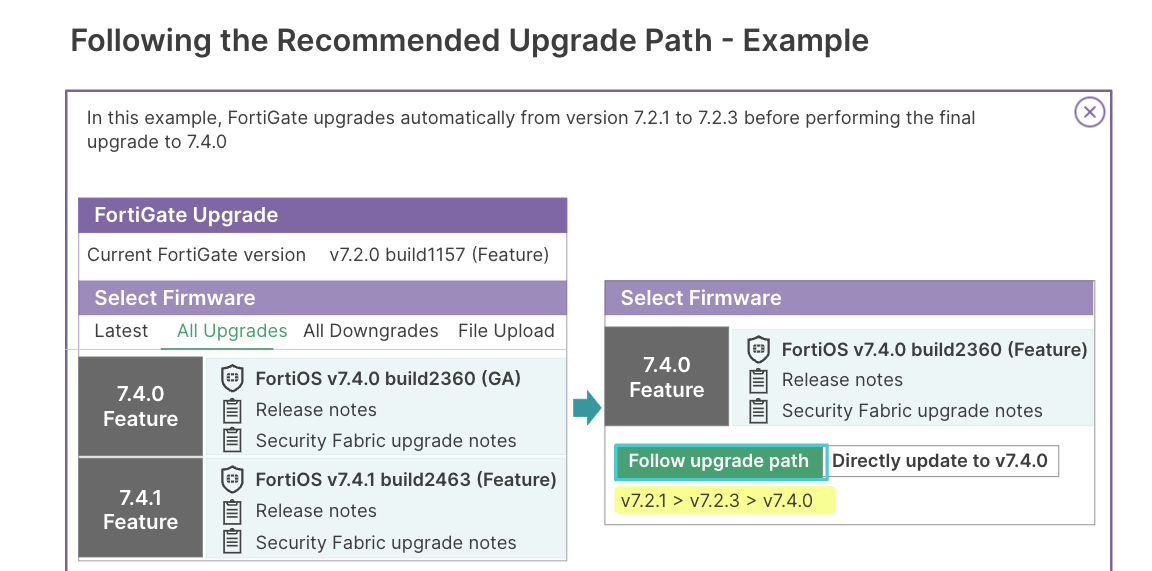 Following the Recommended Upgrade Path - Example
In this example, FortiGate upgrades automatically from version 7.2.1 to 7.2.3 before performing the final
upgrade to 7.4.0
FortiGate Upgrade
Current FortiGate version v7.2.0 build1157 (Feature)
Select Firmware
Latest All Upgrades All Downgrades File Upload
7.4.0
Feature
FortiOS v7.4.0 build2360 (GA)
Release notes
Security Fabric upgrade notes
7.4.1
Feature
FortiOS v7.4.1 build2463 (Feature)
Release notes
Security Fabric upgrade notes
Select Firmware
7.4.0
Feature
FortiOS v7.4.0 build2360 (Feature)
Release notes
Security Fabric upgrade notes
Follow upgrade path Directly update to v7.4.0
v7.2.1 > v7.2.3 > v7.4.0